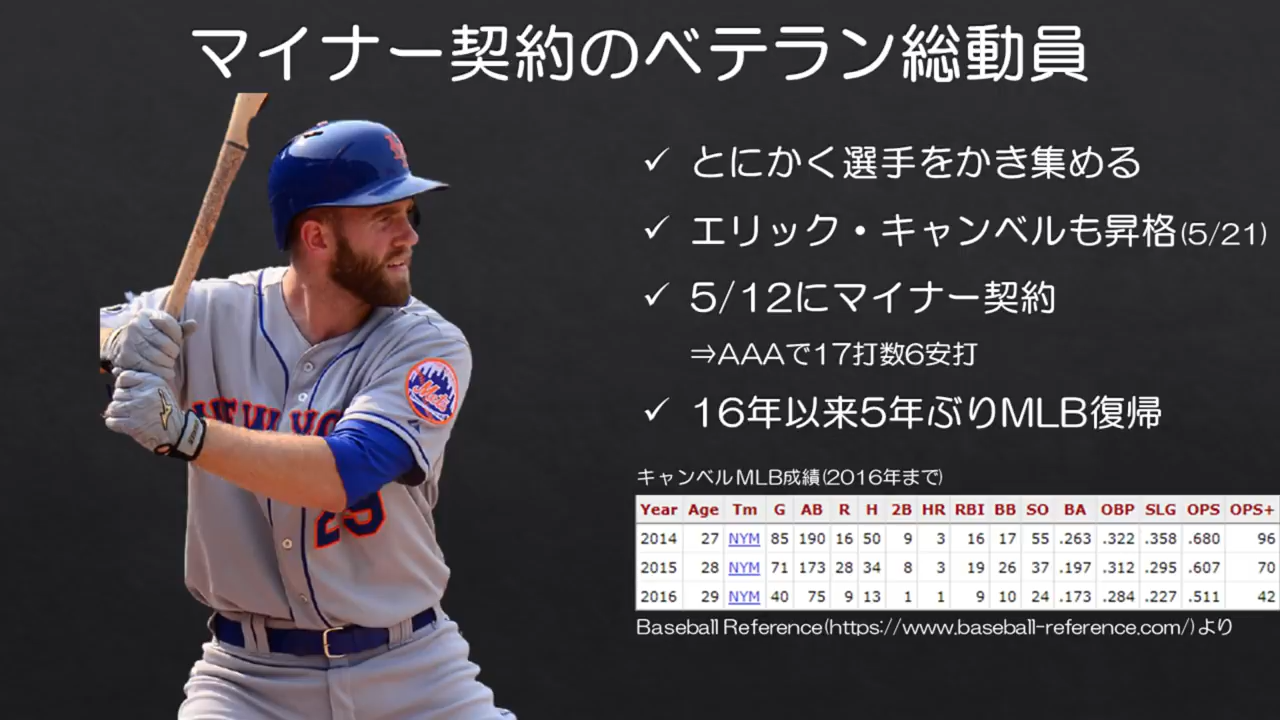 マイナー契約のベテラン総動員
✓ とにかく選手をかき集める
✓ エリック・キャンベルも昇格(5/21)
✓ 5/12にマイナー契約
⇒AAAで17打数6安打
✓ 16年以来5年ぶりMLB復帰
キャンベルMLB成績(2016年まで)
Year Age Tm G AB R H 2B HR RBI BB SO BA OBP SLG OPS OPS+
2014 27 NYM 85 190 16 50 9 3 16 17 55 .263 .322 .358 .680 96
2015 28 NYM 71 173 28 34 8 3 19 26 37 .197 .312 .295 .607 70
2016 29 NYM 40 75 9 13 1 1 9 10 24 .173 .284 .227 .511 42
Baseball Reference(https://www.baseball-reference.com/)より
Mets
NEW YO
29